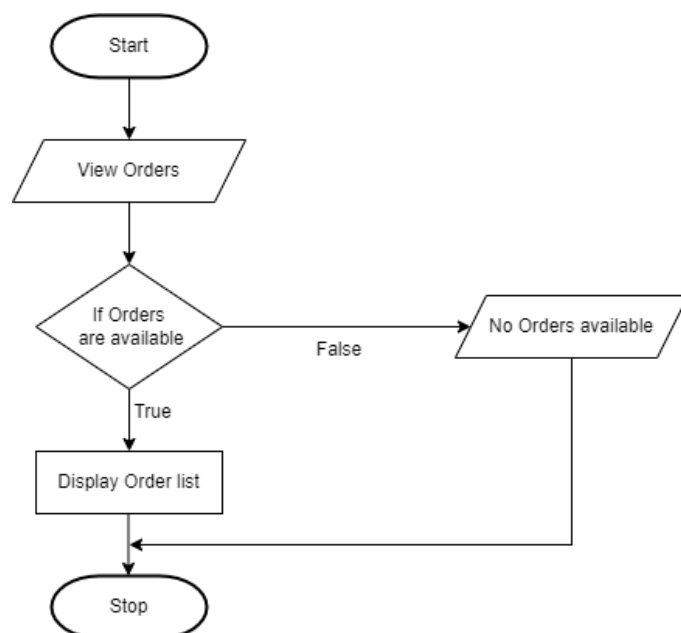 Start
View Orders
If Orders
are available
False
No Orders available
True
Display Order list
Stop